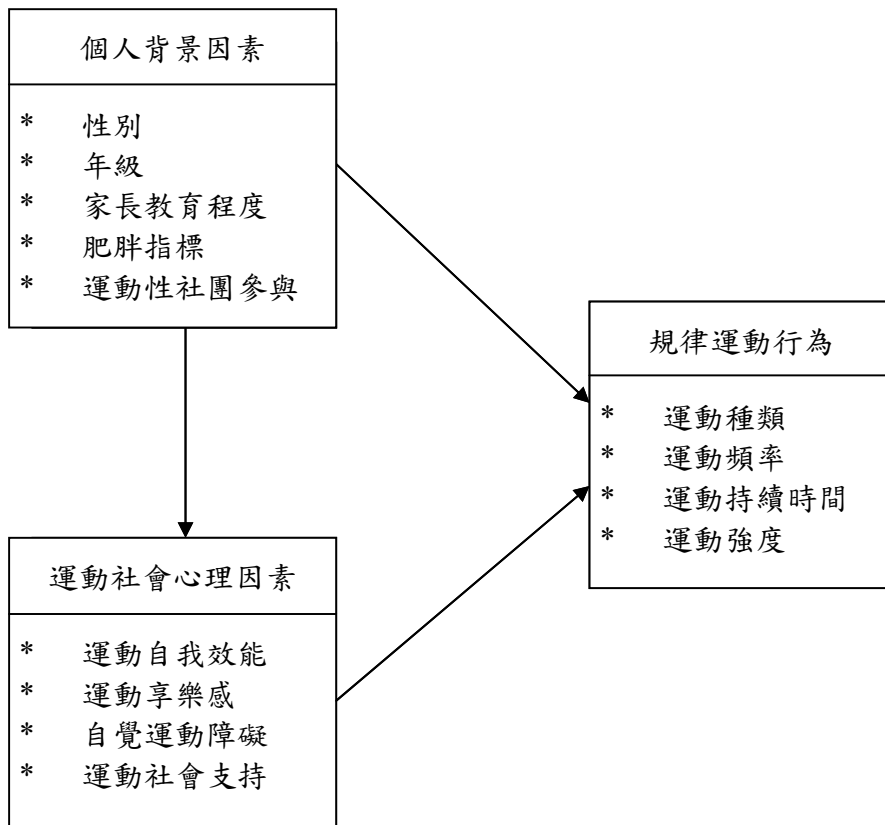 個人背景因素
* 性別
* 年級
* 家長教育程度
* 肥胖指標
* 運動性社團參與
規律運動行為
* 運動種類
* 運動頻率
* 運動持續時間
* 運動強度
運動社會心理因素
* 運動自我效能
* 運動享樂感
* 自覺運動障礙
* 運動社會支持